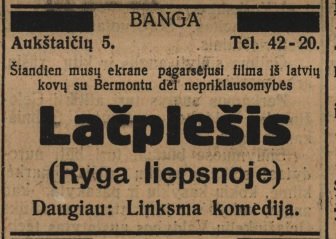 BANGA
Aukštaičių 5. Tel. 42-20.
Šiandien musų ekrane pagarsėjusi filma iš latvių
kovų su Bermontu dėl nepriklausomybės
Lačplešis
(Ryga liepsnoje)
Daugiau: Linksma komedija.